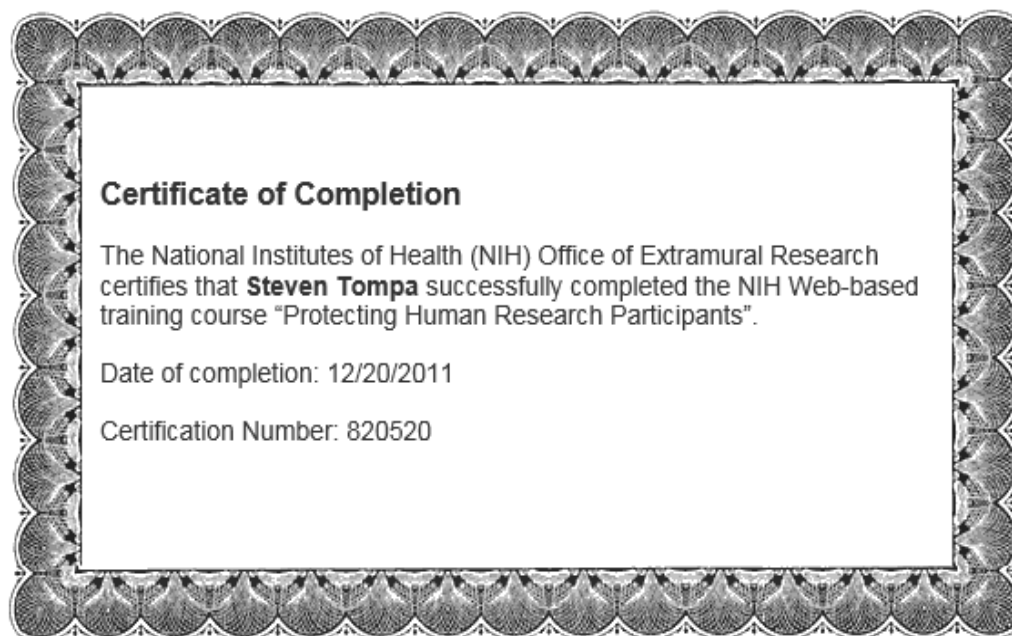 Certificate of Completion
The National Institutes of Health (NIH) Office of Extramural Research
certifies that Steven Tompa successfully completed the NIH Web-based
training course “Protecting Human Research Participants”.
Date of completion: 12/20/2011
Certification Number: 820520